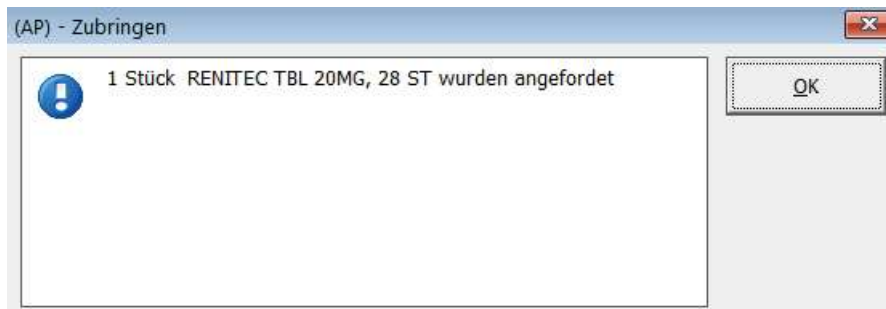 (AP) - Zubringen
1 Stück RENITEC TBL 20MG, 28 ST wurden angefordet
OK